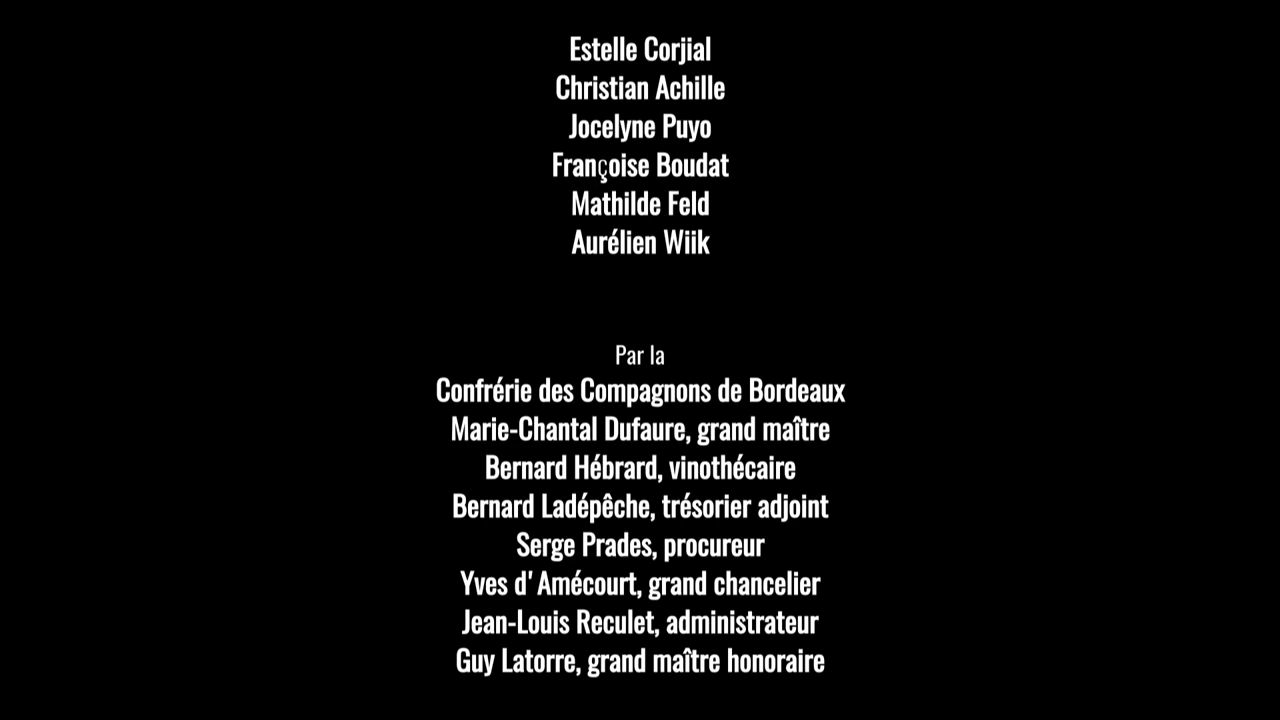 Estelle Corjial
Christian Achille
Jocelyne Puyo
Françoise Boudat
Mathilde Feld
Aurélien Wiik
Par la
Confrérie des Compagnons de Bordeaux
Marie-Chantal Dufaure, grand maître
Bernard Hébrard, vinothécaire
Bernard Ladépêche, trésorier adjoint
Serge Prades, procureur
Yves d'Amécourt, grand chancelier
Jean-Louis Reculet, administrateur
Guy Latorre, grand maître honoraire